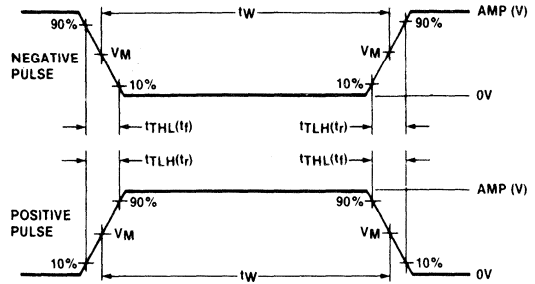 tW
AMP (V)
90%
90%
NEGATIVE
PULSE
VM
VM
10%
10%
0V
tTHL(tf)
tTLH(tr)
tTLH(tr)
tTHL(tf)
AMP (V)
90%
90%
POSITIVE
PULSE
VM
VM
10%
10%
tW
0V